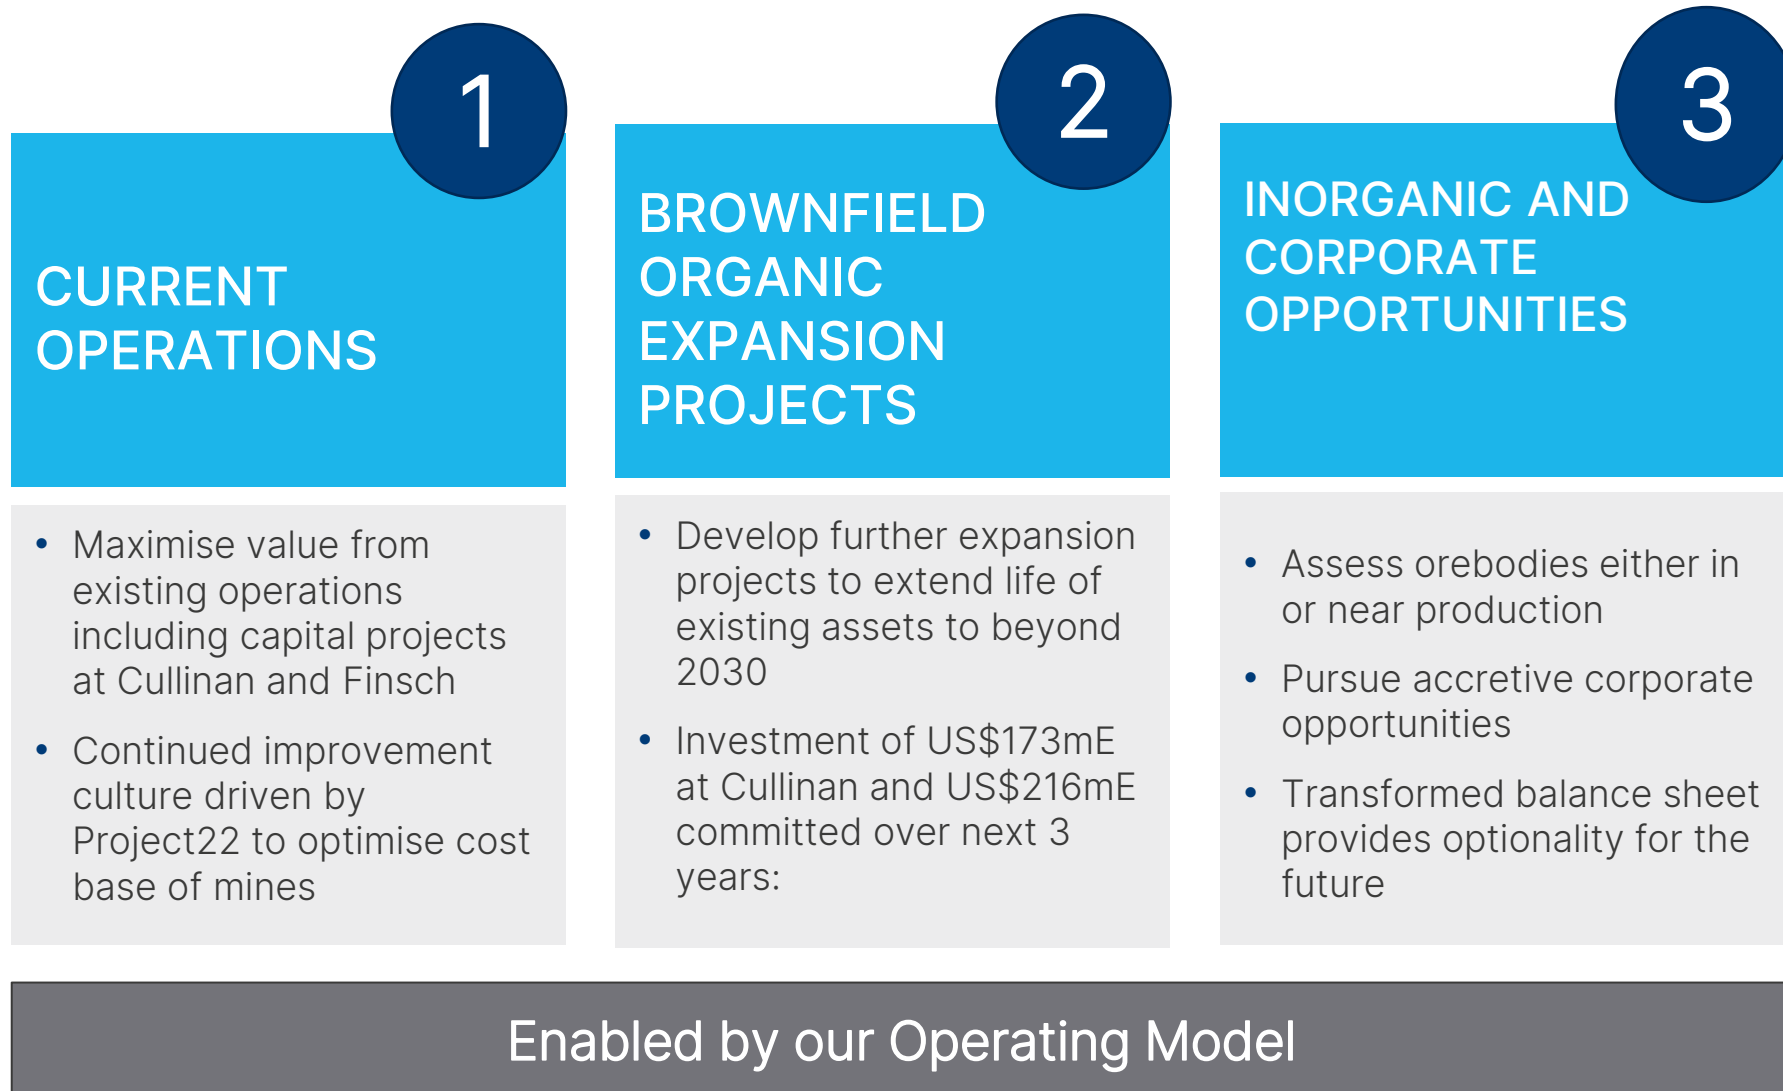 1
CURRENT
OPERATIONS
• Maximise value from
existing operations
including capital projects
at Cullinan and Finsch
• Continued improvement
culture driven by
Project22 to optimise cost
base of mines
2
BROWNFIELD
ORGANIC
EXPANSION
PROJECTS
• Develop further expansion
projects to extend life of
existing assets to beyond
2030
• Investment of US$173mE
at Cullinan and US$216mE
committed over next 3
years:
3
INORGANIC AND
CORPORATE
OPPORTUNITIES
• Assess orebodies either in
or near production
• Pursue accretive corporate
opportunities
• Transformed balance sheet
provides optionality for the
future
Enabled by our Operating Model